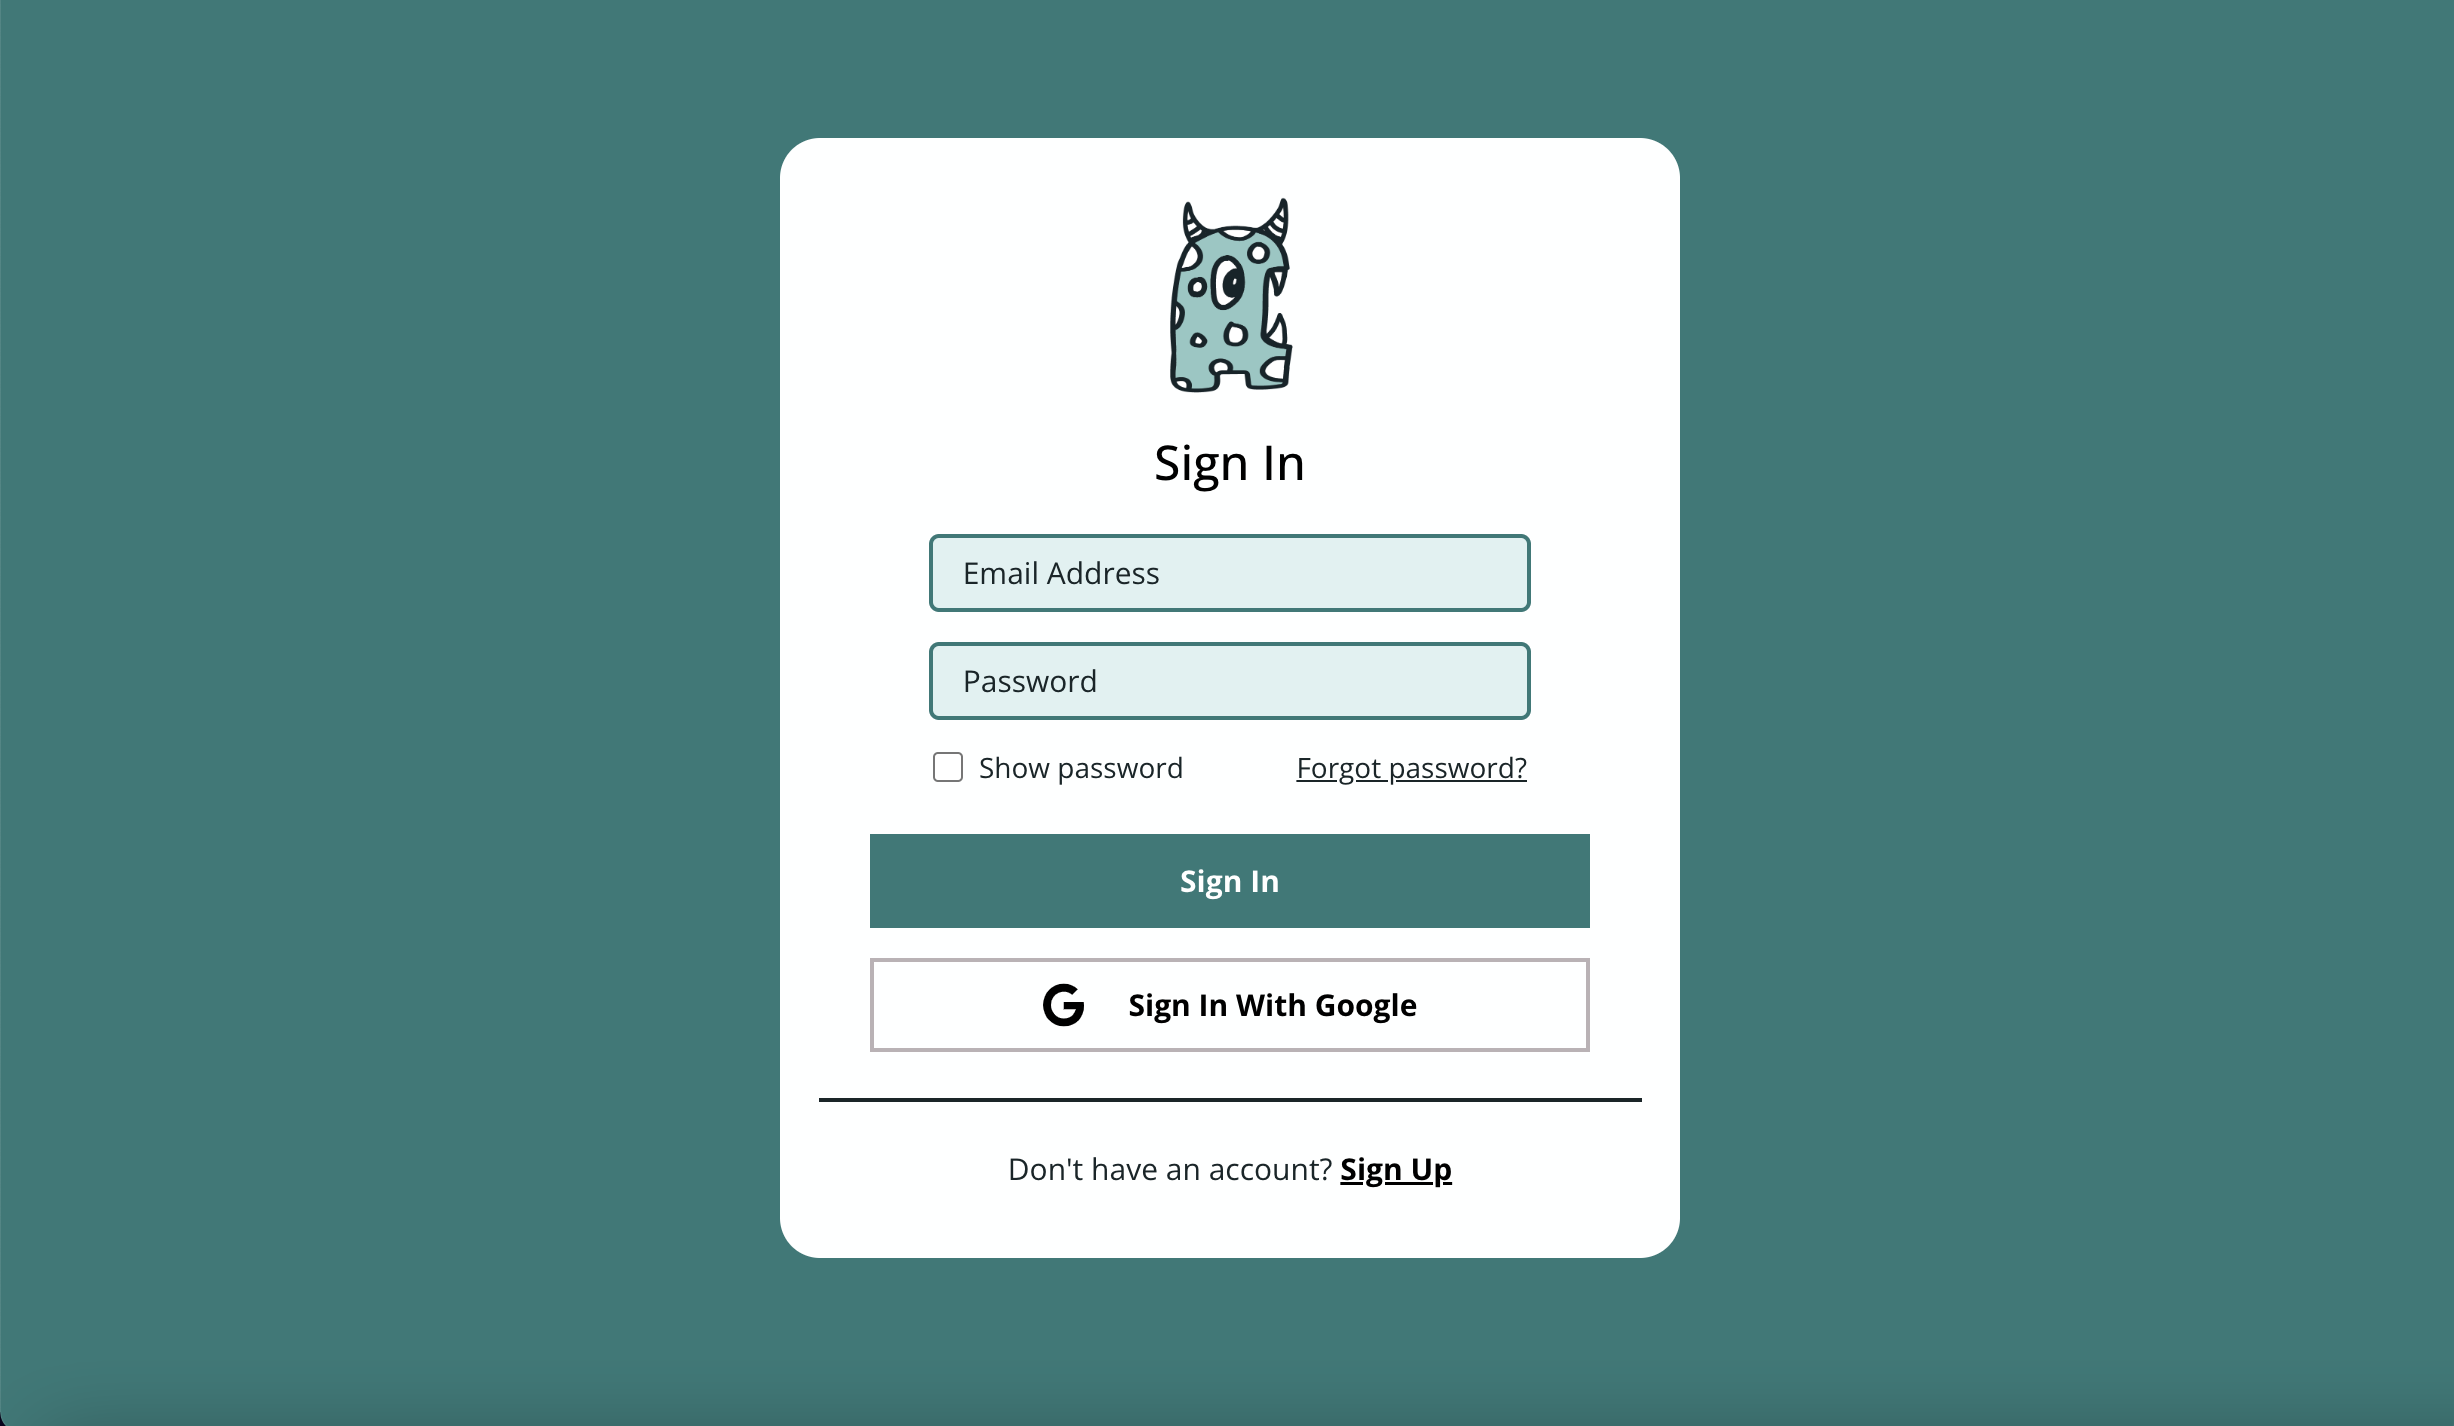 Sign In
Email Address
Password
Show password Forgot password?
Sign In
Sign In With Google
Don't have an account? Sign Up